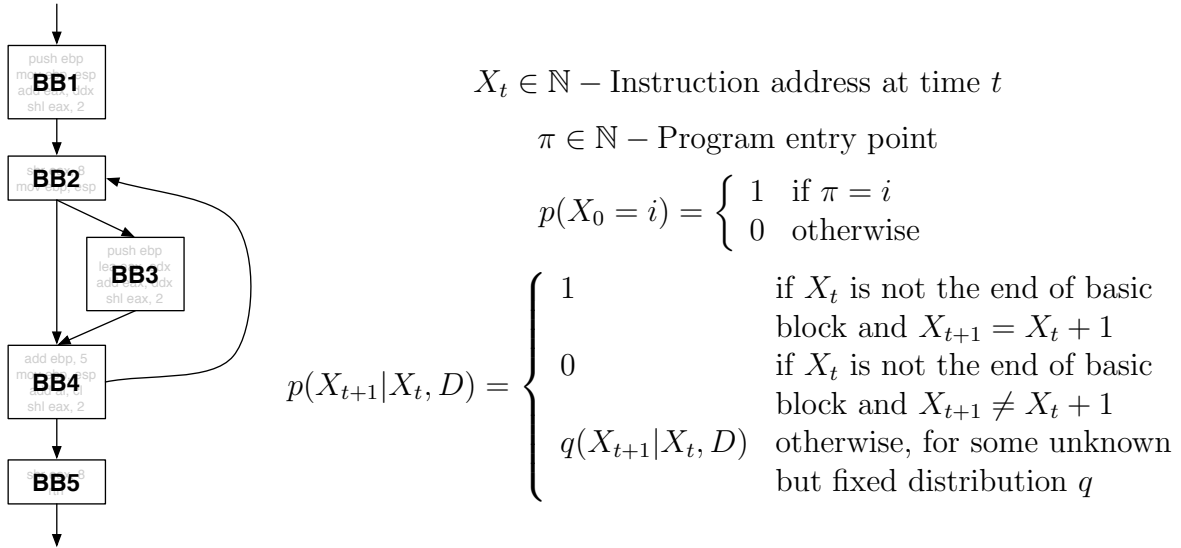 push ebp
BB1
shl eax, 2
BB2
push ebp
BB3
shl eax, 2
add ebp, 5
BB4
shl eax, 2
BB5
X_t ∈ ℕ – Instruction address at time t
π ∈ ℕ – Program entry point
p(X_0 = i) = { 1 if π = i
0 otherwise
p(X_{t+1}|X_t, D) = { 1 if X_t is not the end of basic
block and X_{t+1} = X_t + 1
0 if X_t is not the end of basic
block and X_{t+1} ≠ X_t + 1
q(X_{t+1}|X_t, D) otherwise, for some unknown
but fixed distribution q